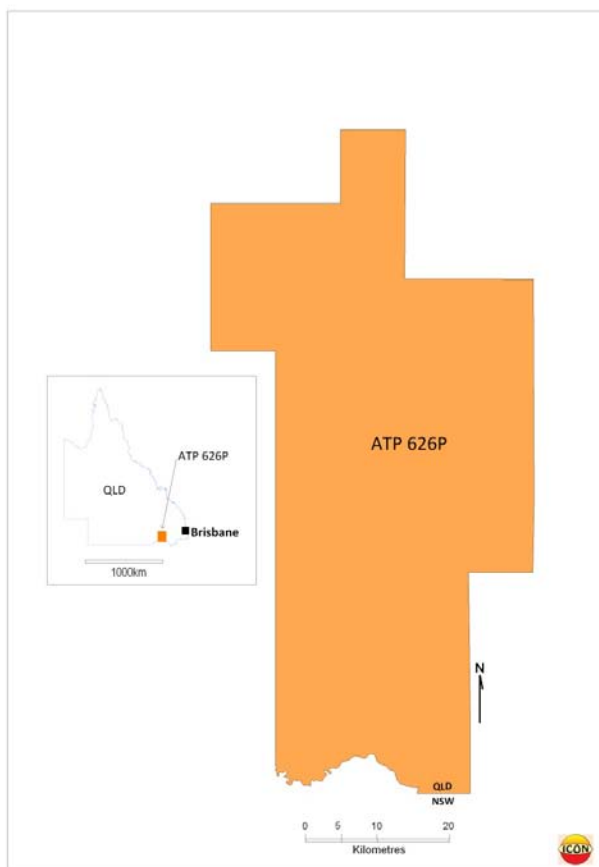 ATP 626P
ATP 626P
QLD
Brisbane
1000km
N
QLD
NSW
0 5 10 20
Kilometres
ICON